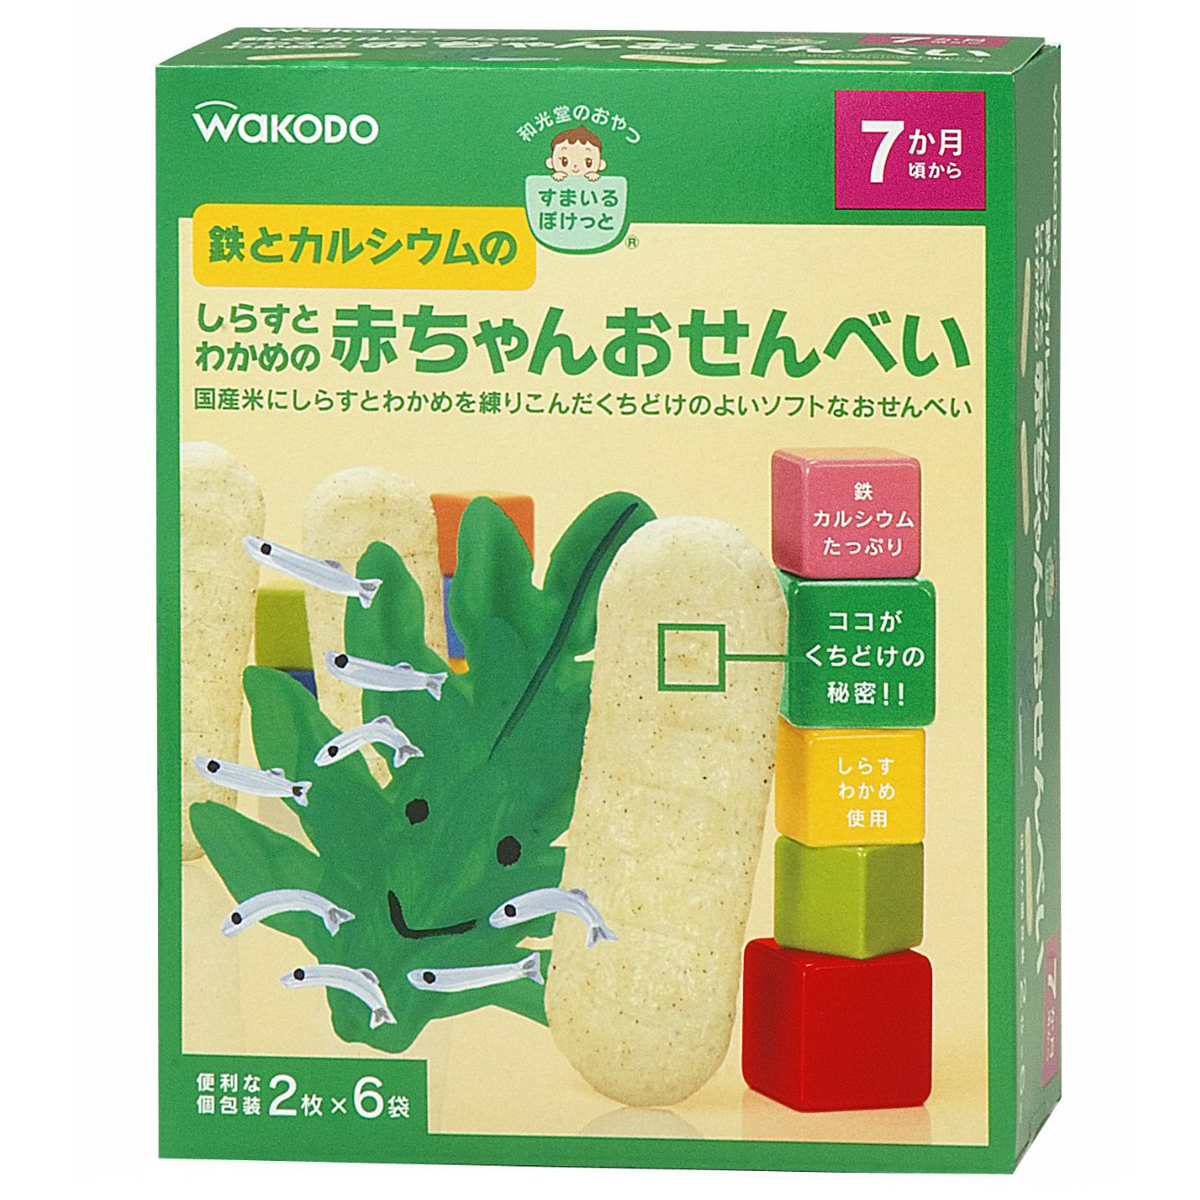 WAKODO
和光堂のおやつ
すまいる
ぽけっと
®
7か月
頃から
鉄とカルシウムの
しらすと
わかめの
赤ちゃんおせんべい
国産米にしらすとわかめを練りこんだくちどけのよいソフトなおせんべい
鉄
カルシウム
たっぷり
ココが
くちどけの
秘密!!
しらす
わかめ
使用
便利な
個包装
2枚×6袋